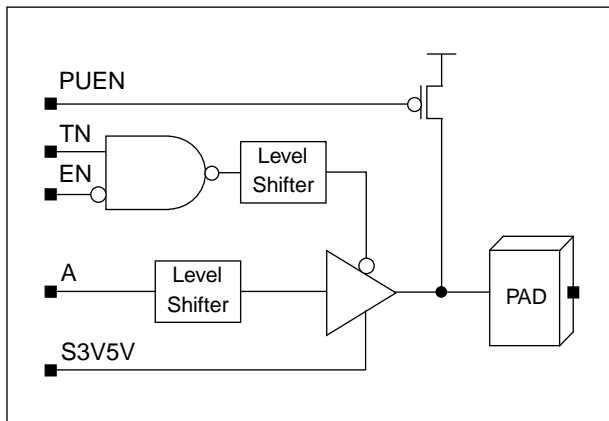 PUEN
TN
EN
Level
Shifter
A
Level
Shifter
PAD
S3V5V